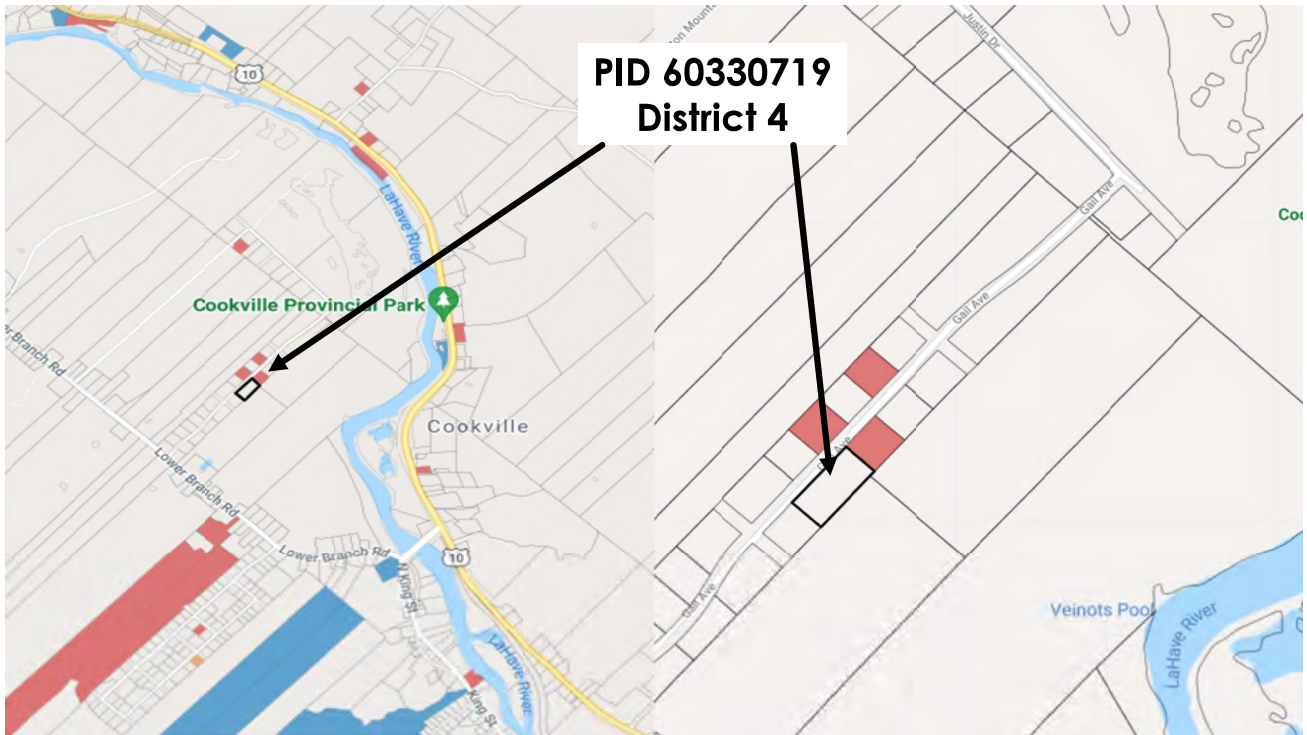 PID 60330719
District 4
10
LaHave River
Cookville Provincial Park
Branch Rd
Cookville
Lower Branch Rd
Lower Branch Rd
10
N King St
LaHave River
King St
Justin Dr
Gail Ave
Gail Ave
Gail Ave
Veinots Pool
LaHave River